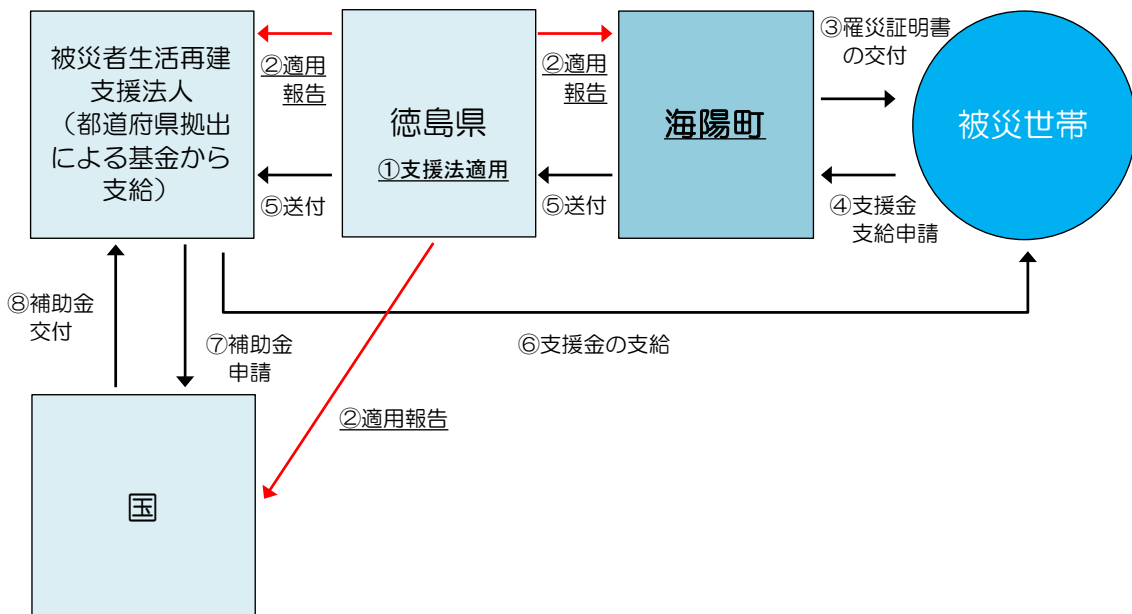 被災者生活再建
支援法人
（都道府県拠出
による基金から
支給）
②適用
報告
徳島県
①支援法適用
②適用
報告
海陽町
③罹災証明書
の交付
被災世帯
⑤送付
⑤送付
④支援金
支給申請
⑧補助金
交付
⑦補助金
申請
⑥支援金の支給
②適用報告
国